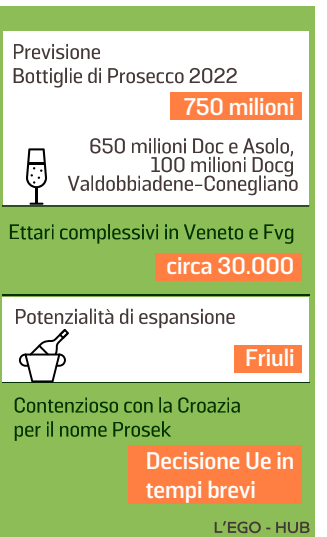 Previsione
Bottiglie di Prosecco 2022
750 milioni
650 milioni Doc e Asolo,
100 milioni Docg
Valdobbiadene-Conegliano
Ettari complessivi in Veneto e Fvg
circa 30.000
Potenzialità di espansione
Friuli
Contenzioso con la Croazia
per il nome Prosek
Decisione Ue in
tempi brevi
L'EGO - HUB